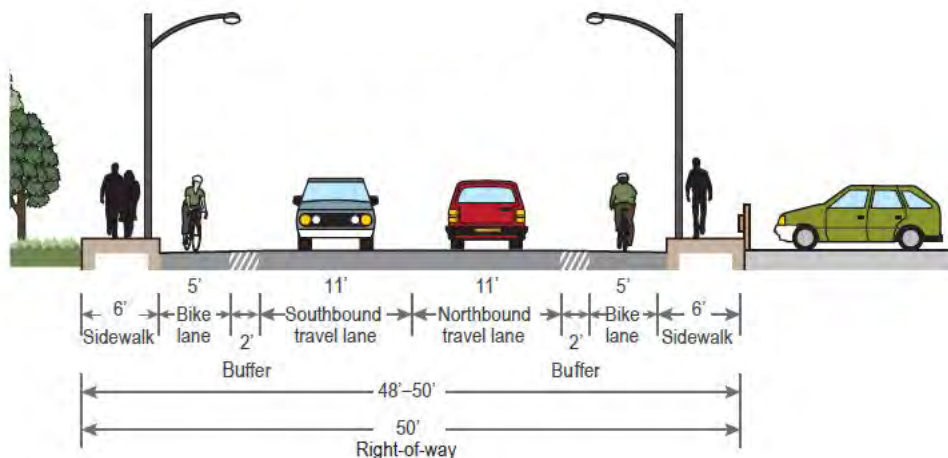 5' 11' 11' 5'
6' Bike Southbound Northbound Bike 6'
Sidewalk lane 2' travel lane travel lane 2' lane Sidewalk
Buffer Buffer
48'–50'
50'
Right-of-way